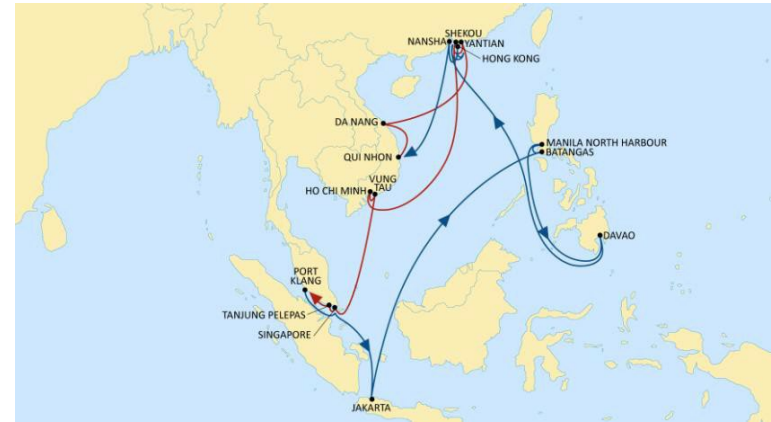 SHEKOU
NANSHA
YANTIAN
HONG KONG
DA NANG
MANILA NORTH HARBOUR
BATANGAS
QUI NHON
VUNG
TAU
HO CHI MINH
DAVAO
PORT
KLANG
TANJUNG PELEPAS
SINGAPORE
JAKARTA